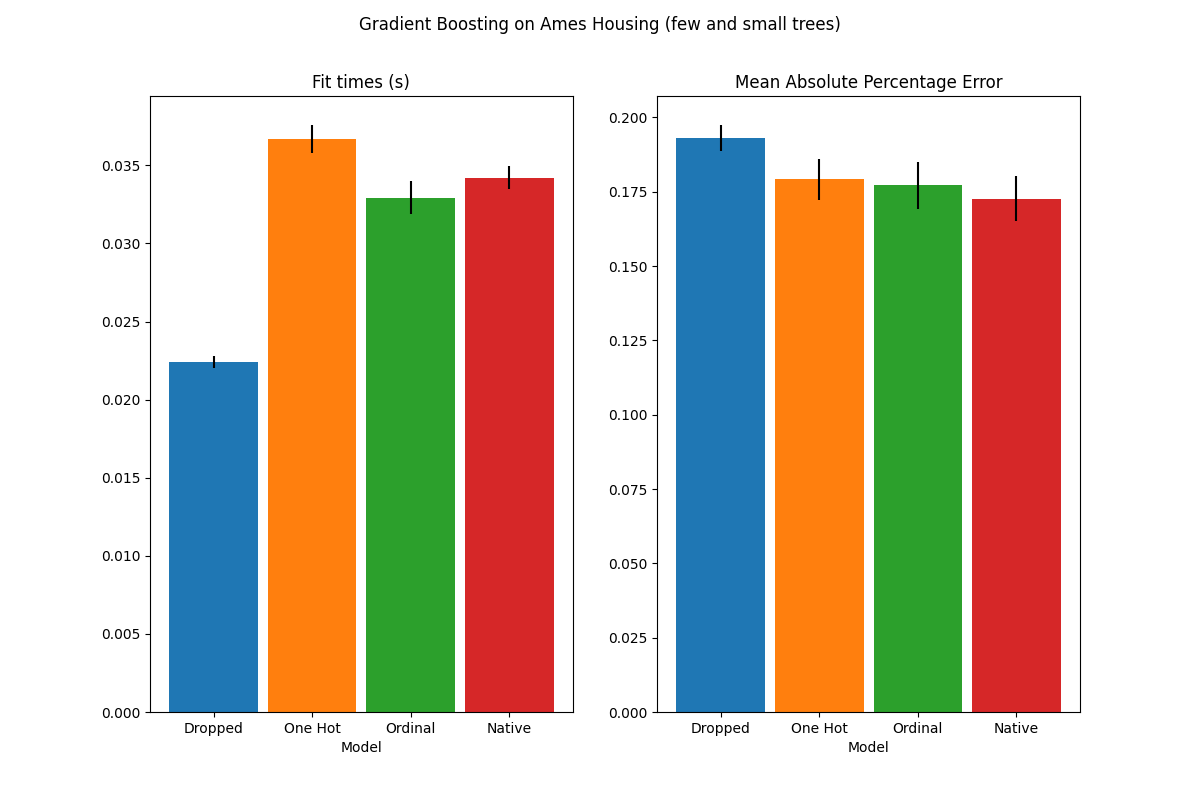 Gradient Boosting on Ames Housing (few and small trees)
Fit times (s)
0.035
0.030
0.025
0.020
0.015
0.010
0.005
0.000
Dropped One Hot Ordinal Native
Model
Mean Absolute Percentage Error
0.200
0.175
0.150
0.125
0.100
0.075
0.050
0.025
0.000
Dropped One Hot Ordinal Native
Model